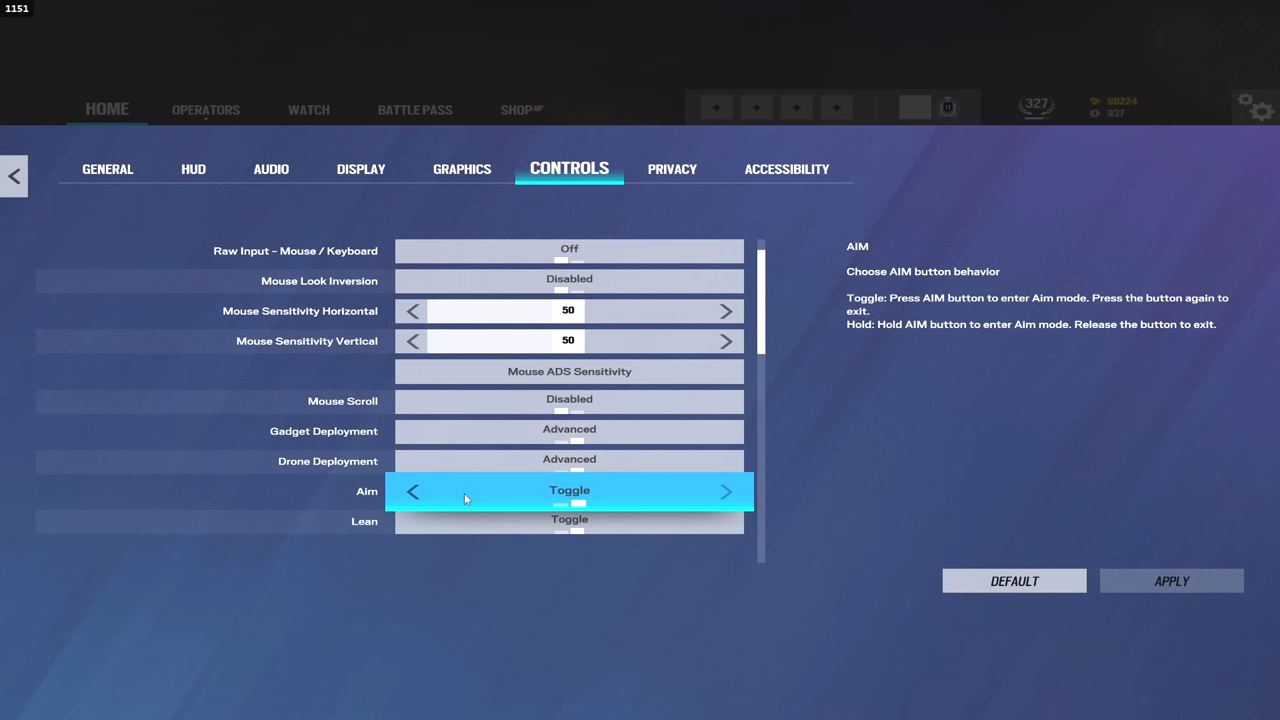 1151
HOME OPERATORS WATCH BATTLE PASS SHOP 327 98224
937
GENERAL HUD AUDIO DISPLAY GRAPHICS CONTROLS PRIVACY ACCESSIBILITY
Raw Input – Mouse / Keyboard Off
Mouse Look Inversion Disabled
Mouse Sensitivity Horizontal 50
Mouse Sensitivity Vertical 50
Mouse ADS Sensitivity
Mouse Scroll Disabled
Gadget Deployment Advanced
Drone Deployment Advanced
Aim Toggle
Lean Toggle
AIM
Choose AIM button behavior
Toggle: Press AIM button to enter Aim mode. Press the button again to
exit.
Hold: Hold AIM button to enter Aim mode. Release the button to exit.
DEFAULT APPLY